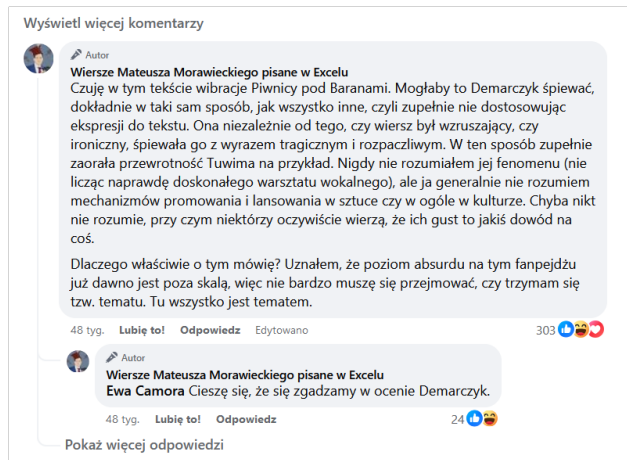 Wyświetl więcej komentarzy
Autor
Wiersze Mateusza Morawieckiego pisane w Excelu
Czuję w tym tekście wibracje Piwnicy pod Baranami. Mogłaby to Demarczyk śpiewać,
dokładnie w taki sam sposób, jak wszystko inne, czyli zupełnie nie dostosowując
ekspresji do tekstu. Ona niezależnie od tego, czy wiersz był wzruszający, czy
ironiczny, śpiewała go z wyrazem tragicznym i rozpaczliwym. W ten sposób zupełnie
zaorała przewrotność Tuwima na przykład. Nigdy nie rozumiałem jej fenomenu (nie
licząc naprawdę doskonałego warsztatu wokalnego), ale ja generalnie nie rozumiem
mechanizmów promowania i lansowania w sztuce czy w ogóle w kulturze. Chyba nikt
nie rozumie, przy czym niektórzy oczywiście wierzą, że ich gust to jakiś dowód na
coś.
Dlaczego właściwie o tym mówię? Uznałem, że poziom absurdu na tym fanpejdżu
już dawno jest poza skalą, więc nie bardzo muszę się przejmować, czy trzymam się
tzw. tematu. Tu wszystko jest tematem.
48 tyg. Lubię to! Odpowiedz Edytowano 303
Autor
Wiersze Mateusza Morawieckiego pisane w Excelu
Ewa Camora Cieszę się, że się zgadzamy w ocenie Demarczyk.
48 tyg. Lubię to! Odpowiedz 24
Pokaż więcej odpowiedzi